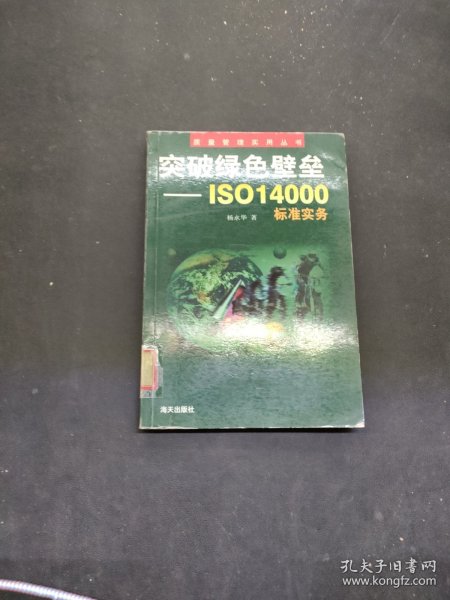 质量管理实用丛书
突破绿色壁垒
——ISO14000
标准实务
杨永华 著
海天出版社
孔夫子旧书网
www.kongfz.com